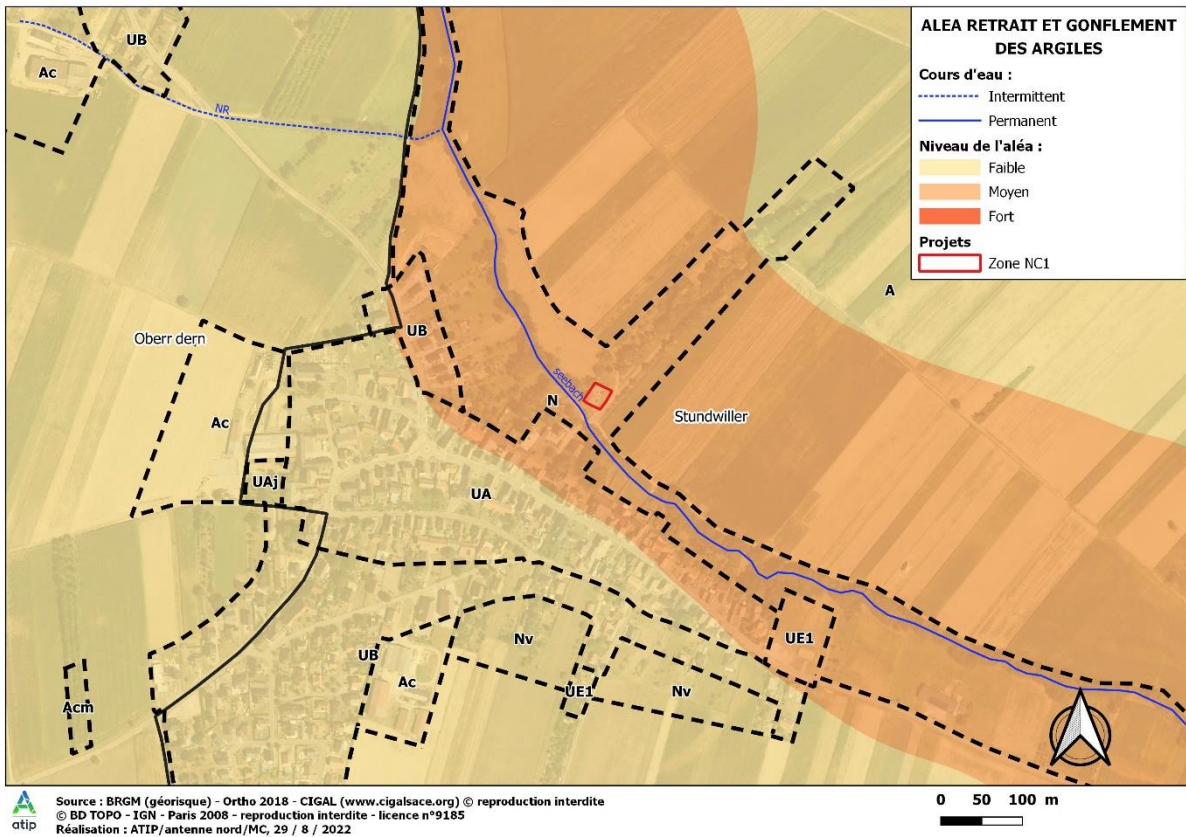 ALEA RETRAIT ET GONFLEMENT
DES ARGILES
Cours d'eau :
Intermittent
Permanent
Niveau de l'aléa :
Faible
Moyen
Fort
Projets
Zone NC1
UB
Ac
NR
A
Oberr dern
UB
seebach
N
Stundwiller
Ac
UAj
UA
Nv
UE1
UB
Ac
UE1
Nv
Acm
atip
Source : BRGM (géorisque) - Ortho 2018 - CIGAL (www.cigalsace.org) © reproduction interdite
© BD TOPO - IGN - Paris 2008 - reproduction interdite - licence n°9185
Réalisation : ATIP/antenne nord/MC, 29 / 8 / 2022
0 50 100 m